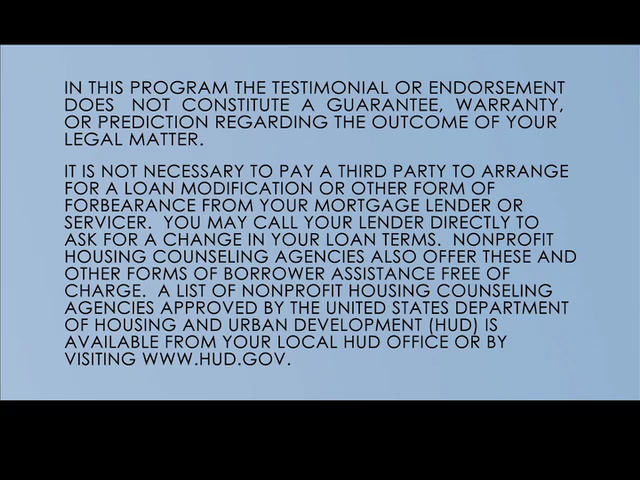 IN THIS PROGRAM THE TESTIMONIAL OR ENDORSEMENT
DOES NOT CONSTITUTE A GUARANTEE, WARRANTY,
OR PREDICTION REGARDING THE OUTCOME OF YOUR
LEGAL MATTER.
IT IS NOT NECESSARY TO PAY A THIRD PARTY TO ARRANGE
FOR A LOAN MODIFICATION OR OTHER FORM OF
FORBEARANCE FROM YOUR MORTGAGE LENDER OR
SERVICER. YOU MAY CALL YOUR LENDER DIRECTLY TO
ASK FOR A CHANGE IN YOUR LOAN TERMS. NONPROFIT
HOUSING COUNSELING AGENCIES ALSO OFFER THESE AND
OTHER FORMS OF BORROWER ASSISTANCE FREE OF
CHARGE. A LIST OF NONPROFIT HOUSING COUNSELING
AGENCIES APPROVED BY THE UNITED STATES DEPARTMENT
OF HOUSING AND URBAN DEVELOPMENT (HUD) IS
AVAILABLE FROM YOUR LOCAL HUD OFFICE OR BY
VISITING WWW.HUD.GOV.